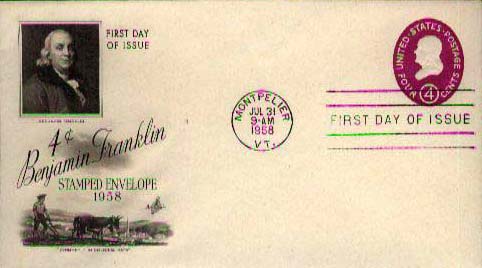 FIRST DAY
OF ISSUE
4¢
Benjamin Franklin
STAMPED ENVELOPE
1958
MONTPELIER
JUL 31
9-AM
1958
VT.
UNITED·STATES·POSTAGE
FOUR 4 CENTS
FIRST DAY OF ISSUE